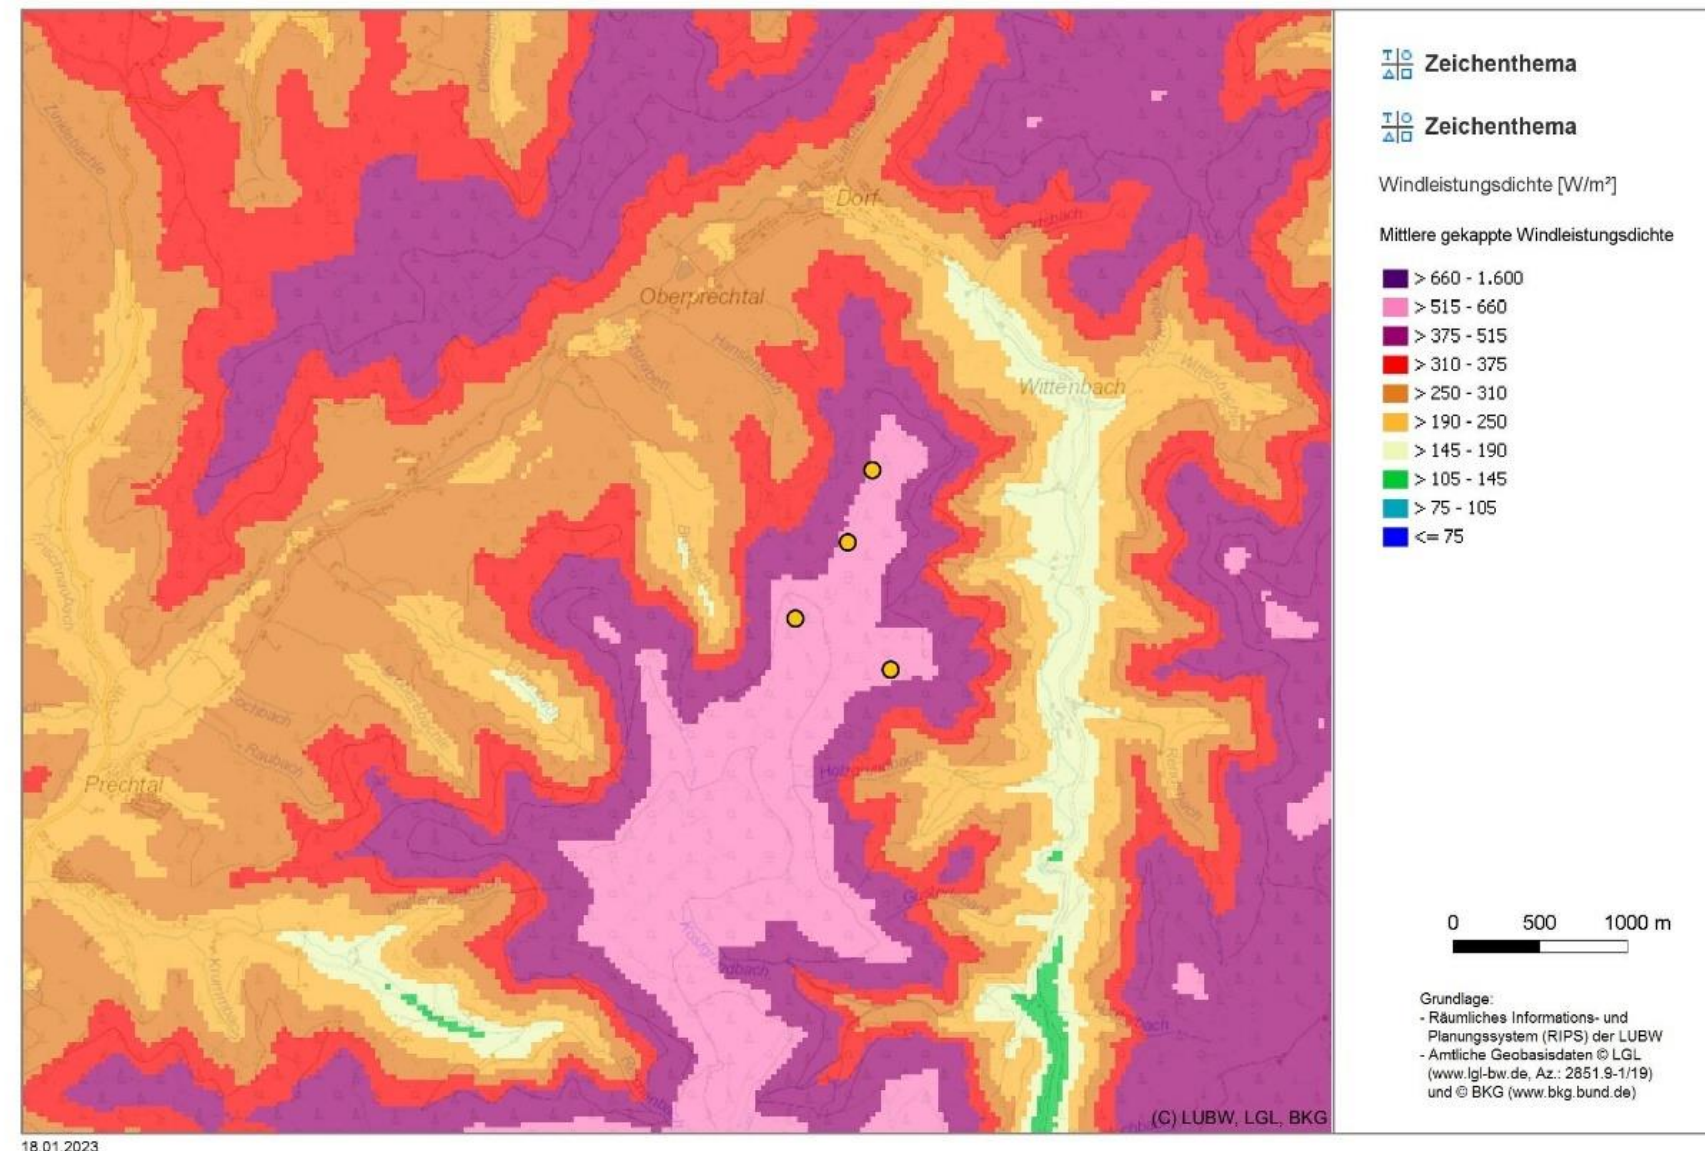 Zeichenthema
Zeichenthema
Windleistungsdichte [W/m²]
Mittlere gekappte Windleistungsdichte
> 660 - 1.600
> 515 - 660
> 375 - 515
> 310 - 375
> 250 - 310
> 190 - 250
> 145 - 190
> 105 - 145
> 75 - 105
<= 75
0 500 1000 m
Grundlage:
- Räumliches Informations- und
Planungssystem (RIPS) der LUBW
- Amtliche Geobasisdaten © LGL
(www.lgl-bw.de, Az.: 2851.9-1/19)
und © BKG (www.bkg.bund.de)
Dorf
Oberprechtal
Wittenbach
Prechtal
Frischnaubach
Raubach
Krummbach
(C) LUBW, LGL, BKG
18.01.2023